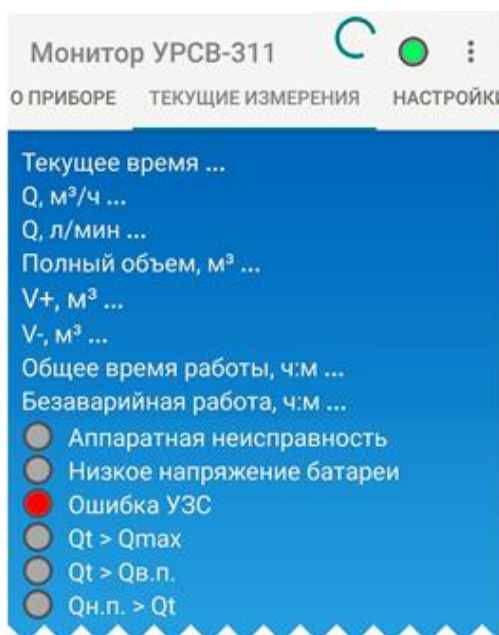 Монитор УРСВ-311
О ПРИБОРЕ ТЕКУЩИЕ ИЗМЕРЕНИЯ НАСТРОЙКИ
Текущее время ...
Q, м³/ч ...
Q, л/мин ...
Полный объем, м³ ...
V+, м³ ...
V-, м³ ...
Общее время работы, ч:м ...
Безаварийная работа, ч:м ...
Аппаратная неисправность
Низкое напряжение батареи
Ошибка УЗС
Qt > Qmax
Qt > Qв.п.
Qн.п. > Qt